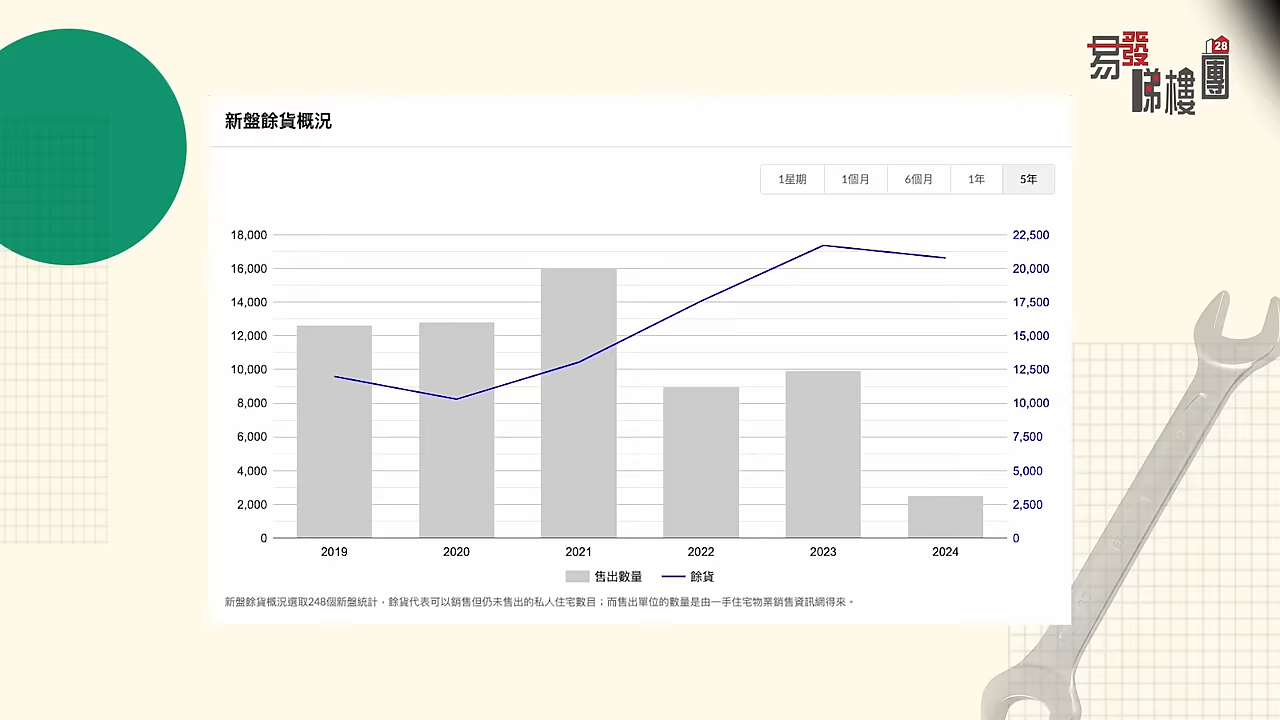 易發睇樓團 28
新盤餘貨概況
1星期 1個月 6個月 1年 5年
18,000 22,500
16,000 20,000
14,000 17,500
12,000 15,000
10,000 12,500
8,000 10,000
6,000 7,500
4,000 5,000
2,000 2,500
0 0
2019 2020 2021 2022 2023 2024
售出數量 餘貨
新盤餘貨概況選取248個新盤統計，餘貨代表可以銷售但仍未售出的私人住宅數目；而售出單位的數量是由一手住宅物業銷售資訊網得來。